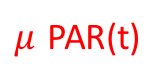 𝜇 PAR(t)